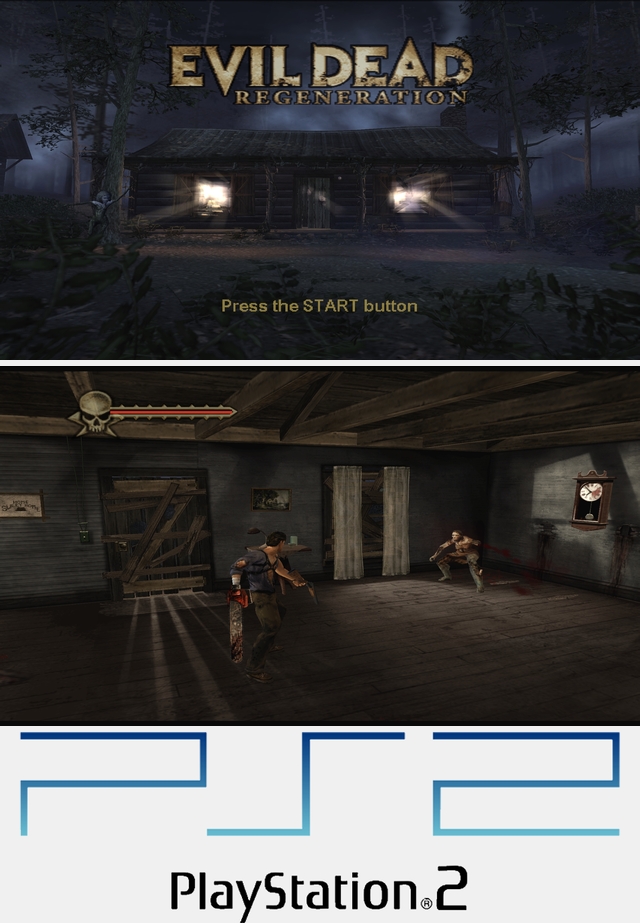 EVIL DEAD
REGENERATION
Press the START button
PS2
PlayStation®2